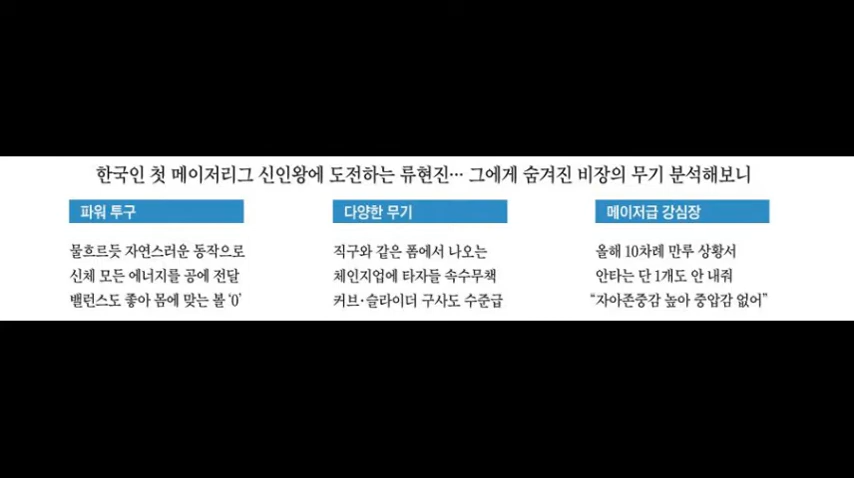 한국인 첫 메이저리그 신인왕에 도전하는 류현진… 그에게 숨겨진 비장의 무기 분석해보니
파워 투구
물흐르듯 자연스러운 동작으로
신체 모든 에너지를 공에 전달
밸런스도 좋아 몸에 맞는 볼 ‘0’
다양한 무기
직구와 같은 폼에서 나오는
체인지업에 타자들 속수무책
커브·슬라이더 구사도 수준급
메이저급 강심장
올해 10차례 만루 상황서
안타는 단 1개도 안 내줘
“자아존중감 높아 중압감 없어”